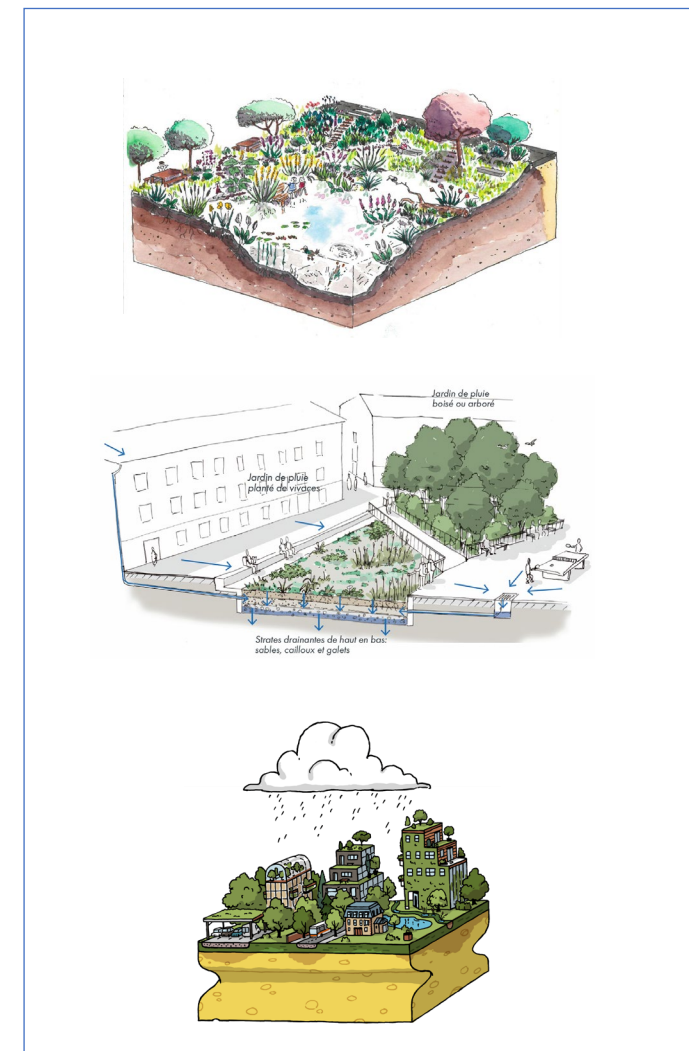 Jardin de pluie
boisé ou arboré
Jardin de pluie
planté de vivaces
Strates drainantes de haut en bas:
sables, cailloux et galets